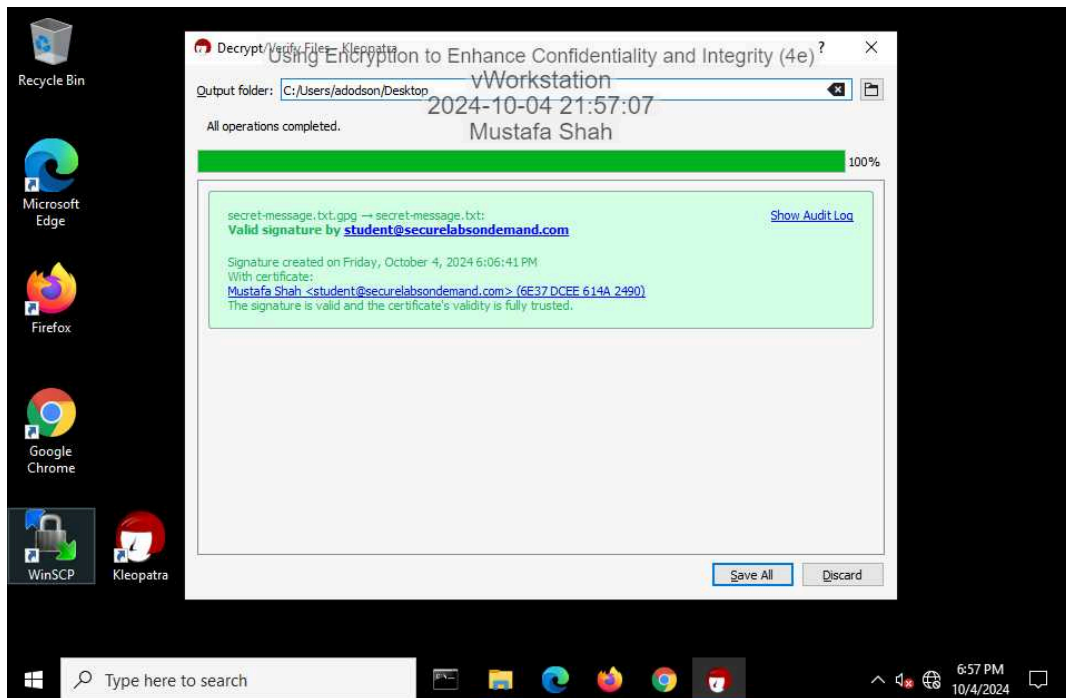 Recycle Bin
Microsoft
Edge
Firefox
Google
Chrome
WinSCP
Kleopatra
Decrypt/Verify Files - Kleopatra
?
Using Encryption to Enhance Confidentiality and Integrity (4e)
vWorkstation
2024-10-04 21:57:07
Mustafa Shah
Output folder: C:/Users/adodson/Desktop
All operations completed.
100%
secret-message.txt.gpg → secret-message.txt:
Show Audit Log
Valid signature by student@securelabsondemand.com
Signature created on Friday, October 4, 2024 6:06:41 PM
With certificate:
Mustafa Shah <student@securelabsondemand.com> (6E37 DCEE 614A 2490)
The signature is valid and the certificate's validity is fully trusted.
Save All
Discard
Type here to search
6:57 PM
10/4/2024